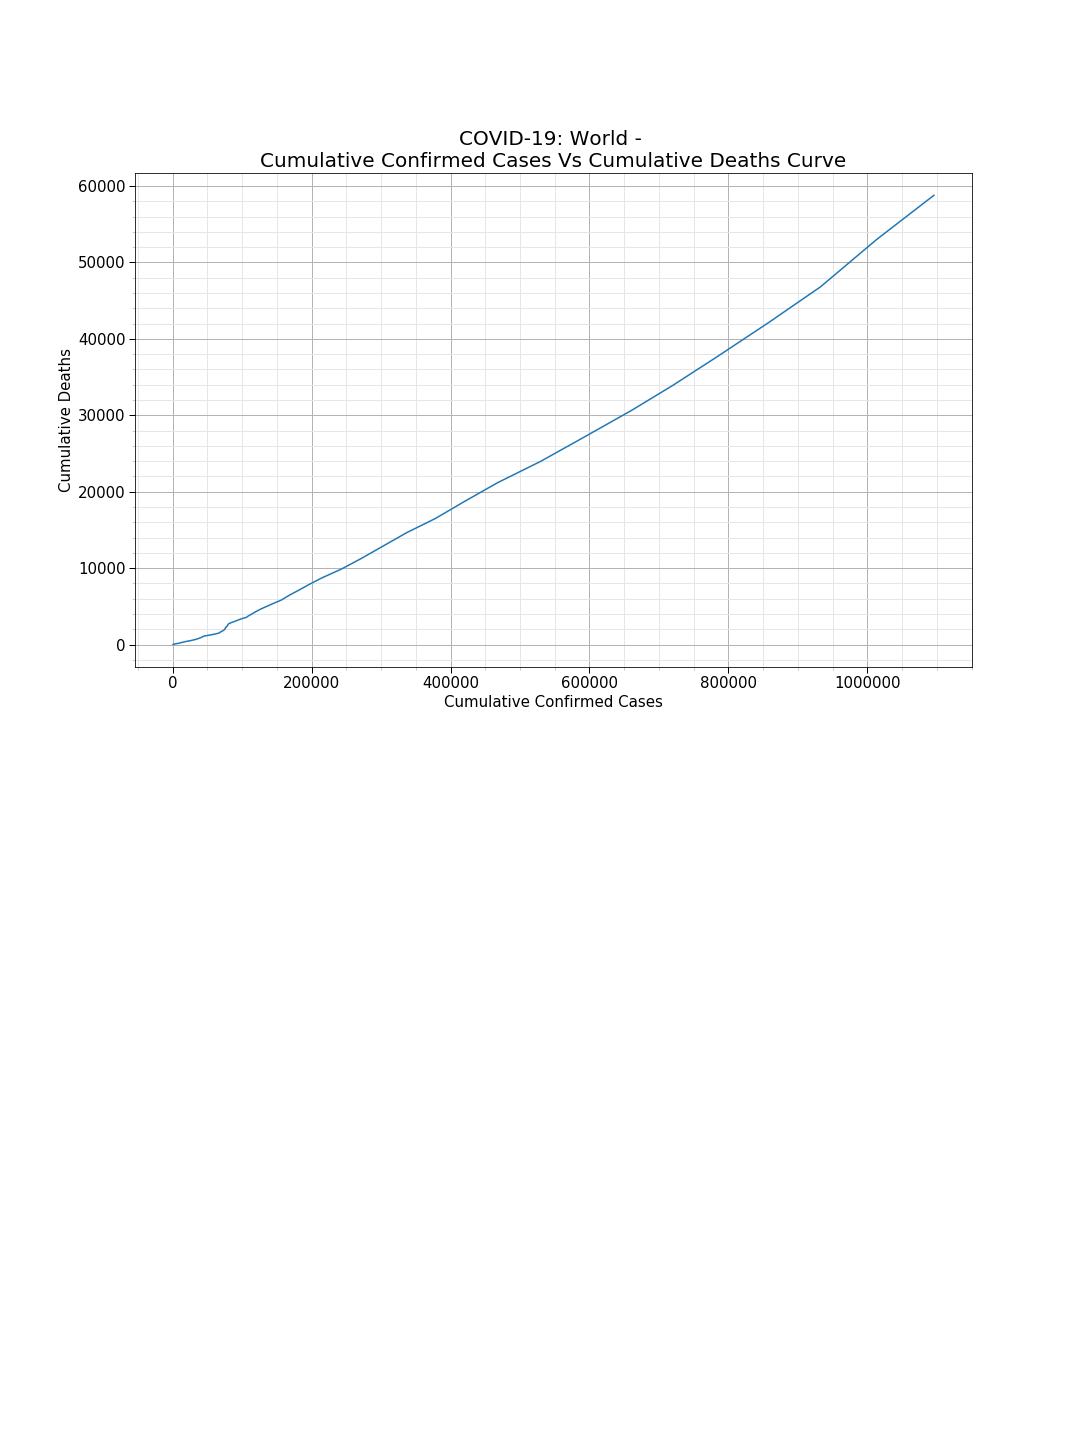 COVID-19: World -
Cumulative Confirmed Cases Vs Cumulative Deaths Curve
60000
50000
40000
30000
20000
10000
0
Cumulative Deaths
0 200000 400000 600000 800000 1000000
Cumulative Confirmed Cases